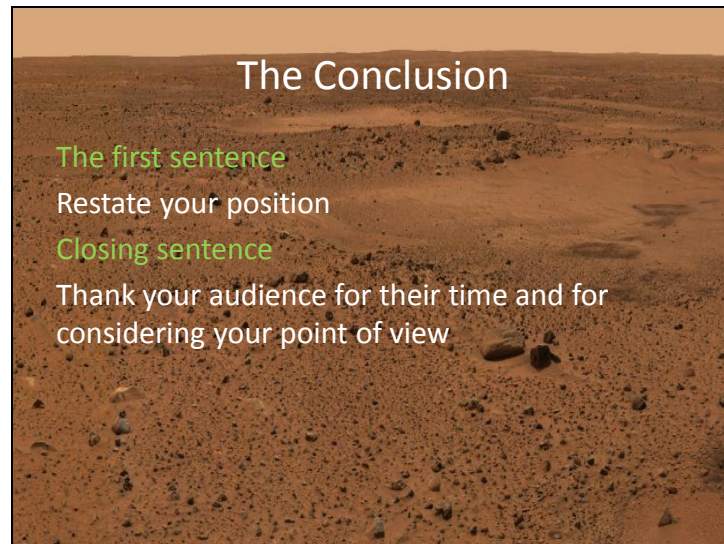 The Conclusion
The first sentence
Restate your position
Closing sentence
Thank your audience for their time and for
considering your point of view